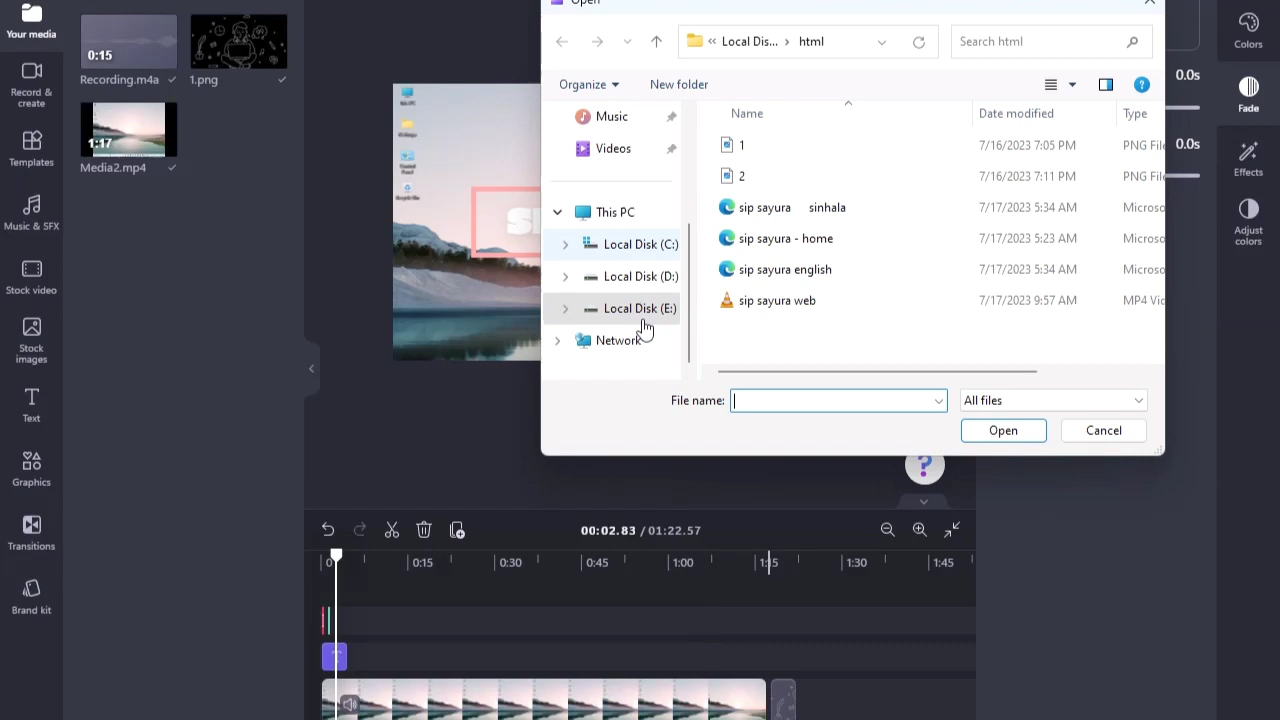 Your media
Record &
create
Templates
Music & SFX
Stock video
Stock
images
Text
Graphics
Transitions
Brand kit
0:15
Recording.m4a
1.png
1:17
Media2.mp4
Open
Local Dis...
html
Search html
Organize
New folder
Music
Videos
This PC
Local Disk (C:)
Local Disk (D:)
Local Disk (E:)
Network
Name
Date modified
Type
1
7/16/2023 7:05 PM
PNG File
2
7/16/2023 7:11 PM
PNG File
sip sayura sinhala
7/17/2023 5:34 AM
Microso
sip sayura - home
7/17/2023 5:23 AM
Microso
sip sayura english
7/17/2023 5:34 AM
Microso
sip sayura web
7/17/2023 9:57 AM
MP4 Vid
File name:
All files
Open
Cancel
?
00:02.83 / 01:22.57
0
0:15
0:30
0:45
1:00
1:15
1:30
1:45
0.0s
0.0s
Colors
Fade
Effects
Adjust
colors